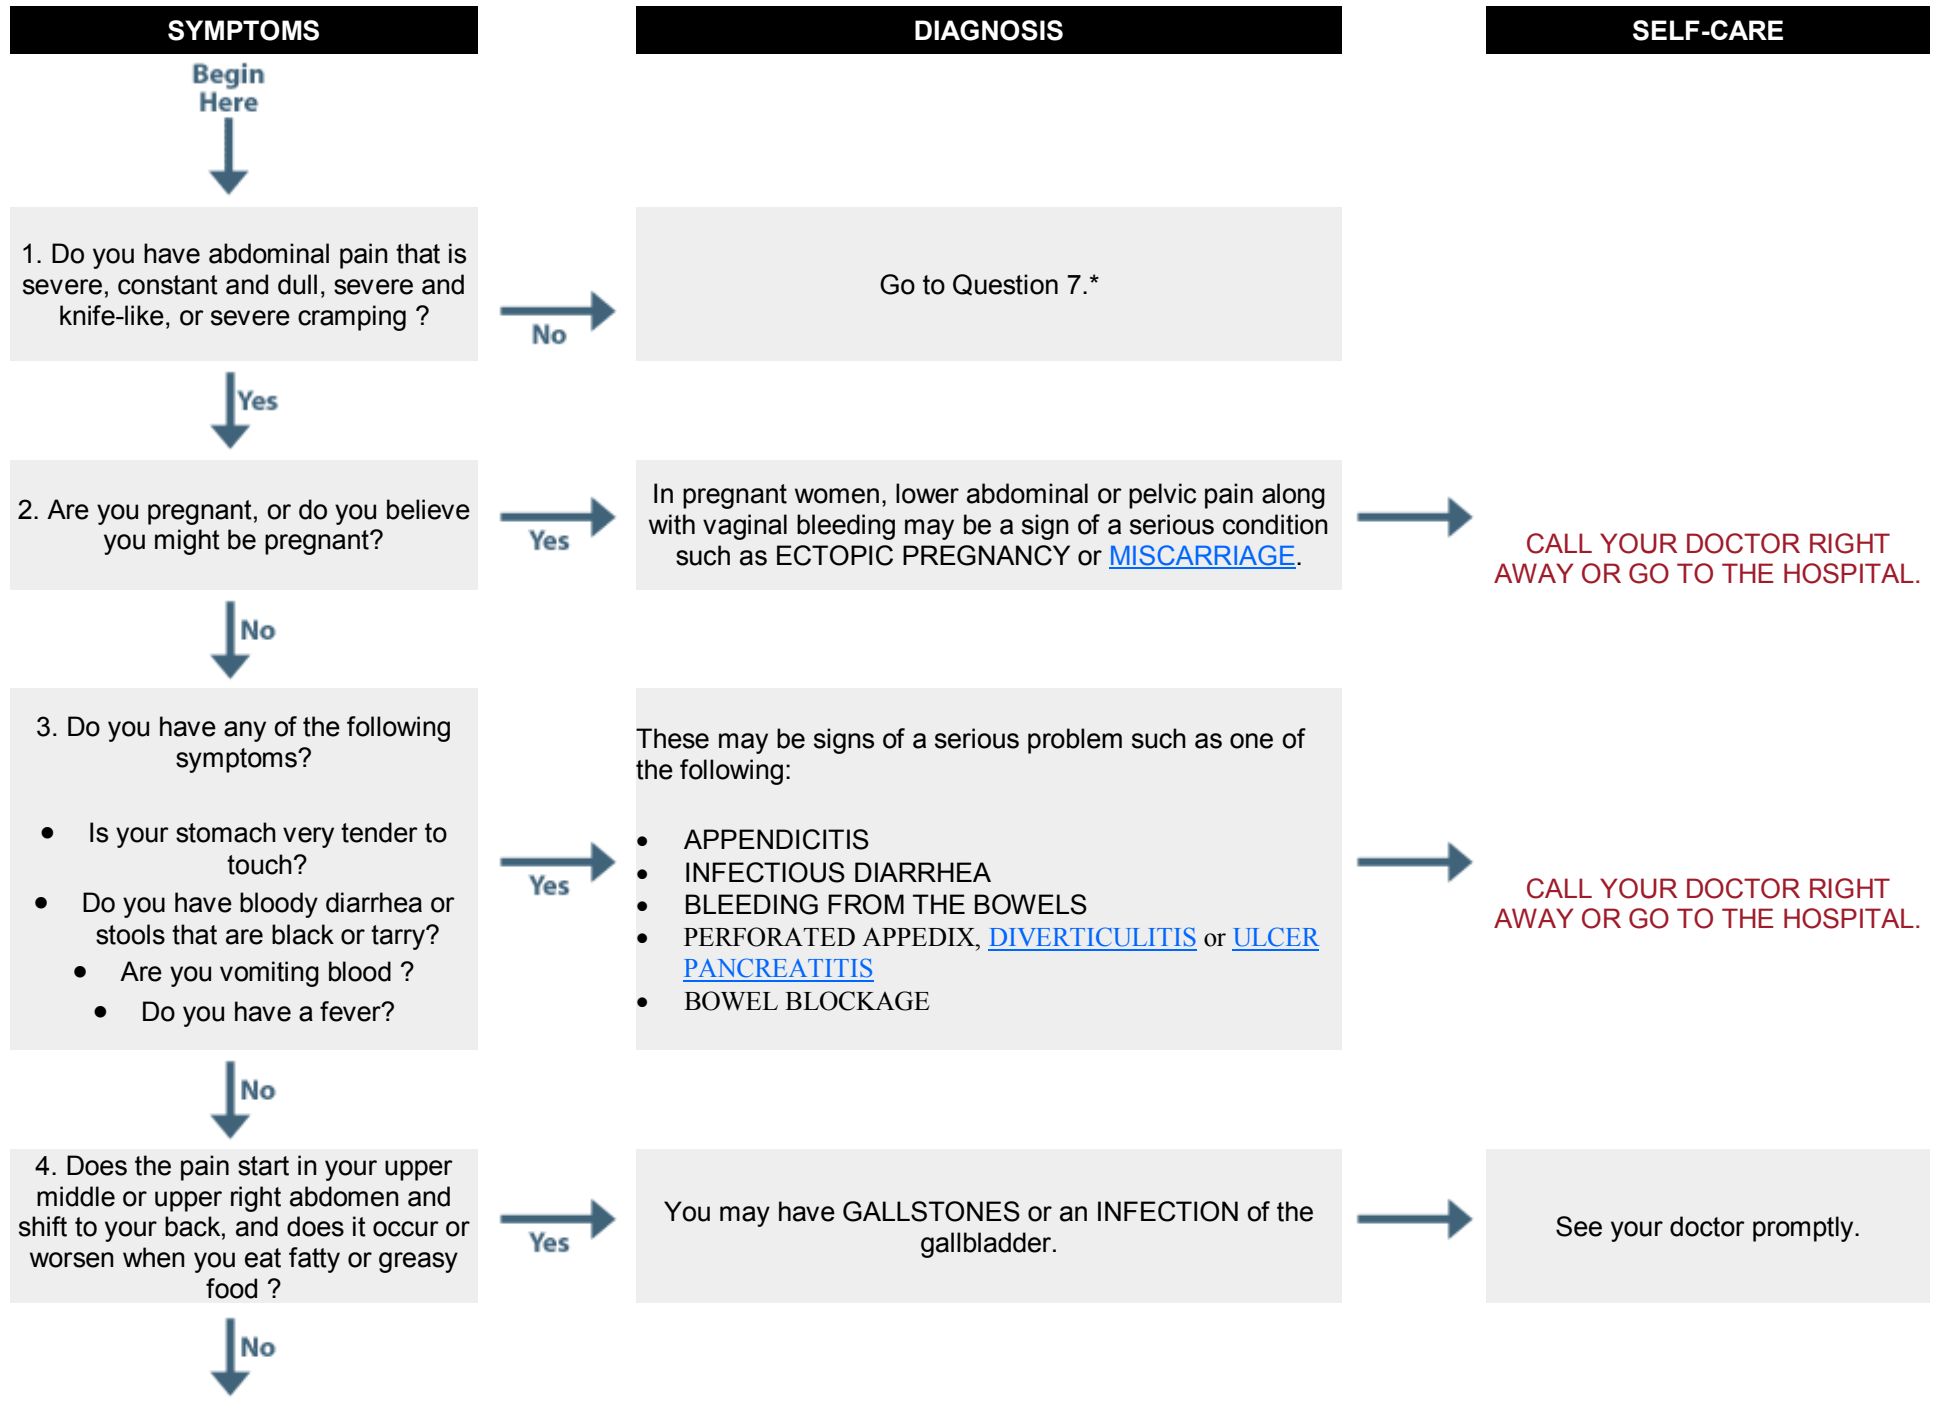 SYMPTOMS
DIAGNOSIS
SELF-CARE
Begin
Here
1. Do you have abdominal pain that is
severe, constant and dull, severe and
knife-like, or severe cramping ?
No
Go to Question 7.*
Yes
2. Are you pregnant, or do you believe
you might be pregnant?
Yes
In pregnant women, lower abdominal or pelvic pain along
with vaginal bleeding may be a sign of a serious condition
such as ECTOPIC PREGNANCY or MISCARRIAGE.
CALL YOUR DOCTOR RIGHT
AWAY OR GO TO THE HOSPITAL.
No
3. Do you have any of the following
symptoms?
• Is your stomach very tender to
touch?
• Do you have bloody diarrhea or
stools that are black or tarry?
• Are you vomiting blood ?
• Do you have a fever?
Yes
These may be signs of a serious problem such as one of
the following:
• APPENDICITIS
• INFECTIOUS DIARRHEA
• BLEEDING FROM THE BOWELS
• PERFORATED APPEDIX, DIVERTICULITIS or ULCER
PANCREATITIS
• BOWEL BLOCKAGE
CALL YOUR DOCTOR RIGHT
AWAY OR GO TO THE HOSPITAL.
No
4. Does the pain start in your upper
middle or upper right abdomen and
shift to your back, and does it occur or
worsen when you eat fatty or greasy
food ?
Yes
You may have GALLSTONES or an INFECTION of the
gallbladder.
See your doctor promptly.
No